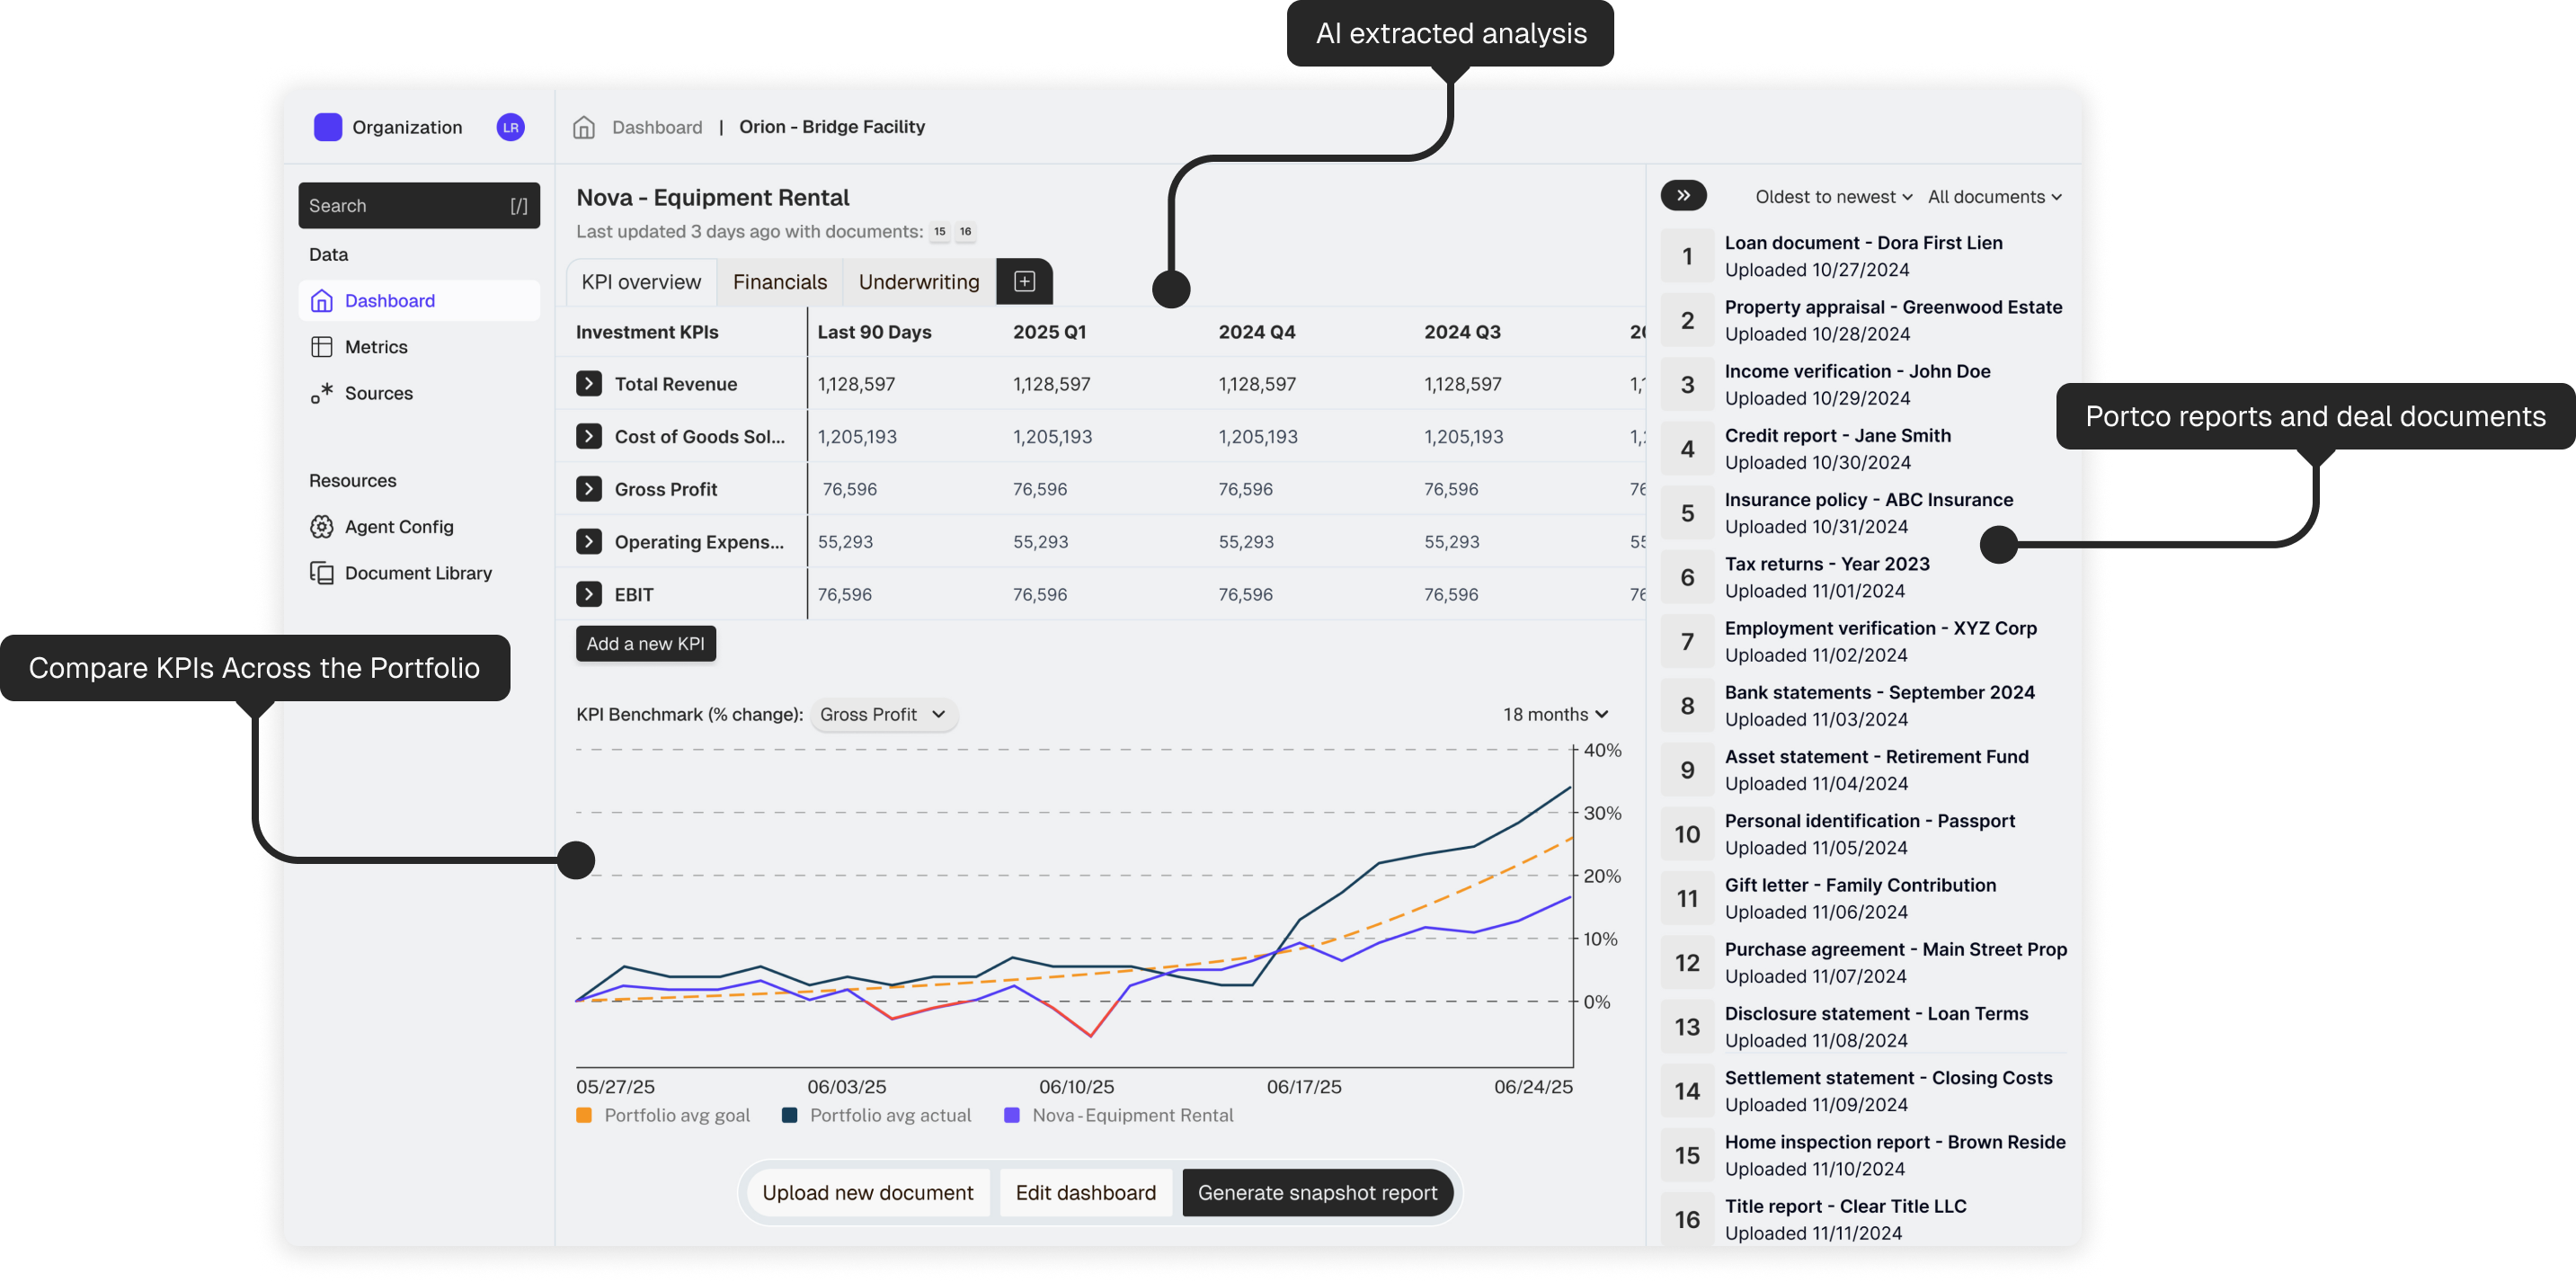 AI extracted analysis
Organization LR
Dashboard | Orion - Bridge Facility
Search [/]
Data
Dashboard
Metrics
Sources
Resources
Agent Config
Document Library
Compare KPIs Across the Portfolio
Nova - Equipment Rental
Last updated 3 days ago with documents: 15 16
KPI overview Financials Underwriting
Investment KPIs Last 90 Days 2025 Q1 2024 Q4 2024 Q3 20
Total Revenue 1,128,597 1,128,597 1,128,597 1,128,597 1,1
Cost of Goods Sol... 1,205,193 1,205,193 1,205,193 1,205,193 1,2
Gross Profit 76,596 76,596 76,596 76,596 76
Operating Expens... 55,293 55,293 55,293 55,293 55
EBIT 76,596 76,596 76,596 76,596 76
Add a new KPI
KPI Benchmark (% change): Gross Profit 18 months
40%
30%
20%
10%
0%
05/27/25 06/03/25 06/10/25 06/17/25 06/24/25
Portfolio avg goal Portfolio avg actual Nova - Equipment Rental
Upload new document Edit dashboard Generate snapshot report
Oldest to newest All documents
1 Loan document - Dora First Lien
Uploaded 10/27/2024
2 Property appraisal - Greenwood Estate
Uploaded 10/28/2024
3 Income verification - John Doe
Uploaded 10/29/2024
4 Credit report - Jane Smith
Uploaded 10/30/2024
5 Insurance policy - ABC Insurance
Uploaded 10/31/2024
6 Tax returns - Year 2023
Uploaded 11/01/2024
7 Employment verification - XYZ Corp
Uploaded 11/02/2024
8 Bank statements - September 2024
Uploaded 11/03/2024
9 Asset statement - Retirement Fund
Uploaded 11/04/2024
10 Personal identification - Passport
Uploaded 11/05/2024
11 Gift letter - Family Contribution
Uploaded 11/06/2024
12 Purchase agreement - Main Street Prop
Uploaded 11/07/2024
13 Disclosure statement - Loan Terms
Uploaded 11/08/2024
14 Settlement statement - Closing Costs
Uploaded 11/09/2024
15 Home inspection report - Brown Reside
Uploaded 11/10/2024
16 Title report - Clear Title LLC
Uploaded 11/11/2024
Portco reports and deal documents